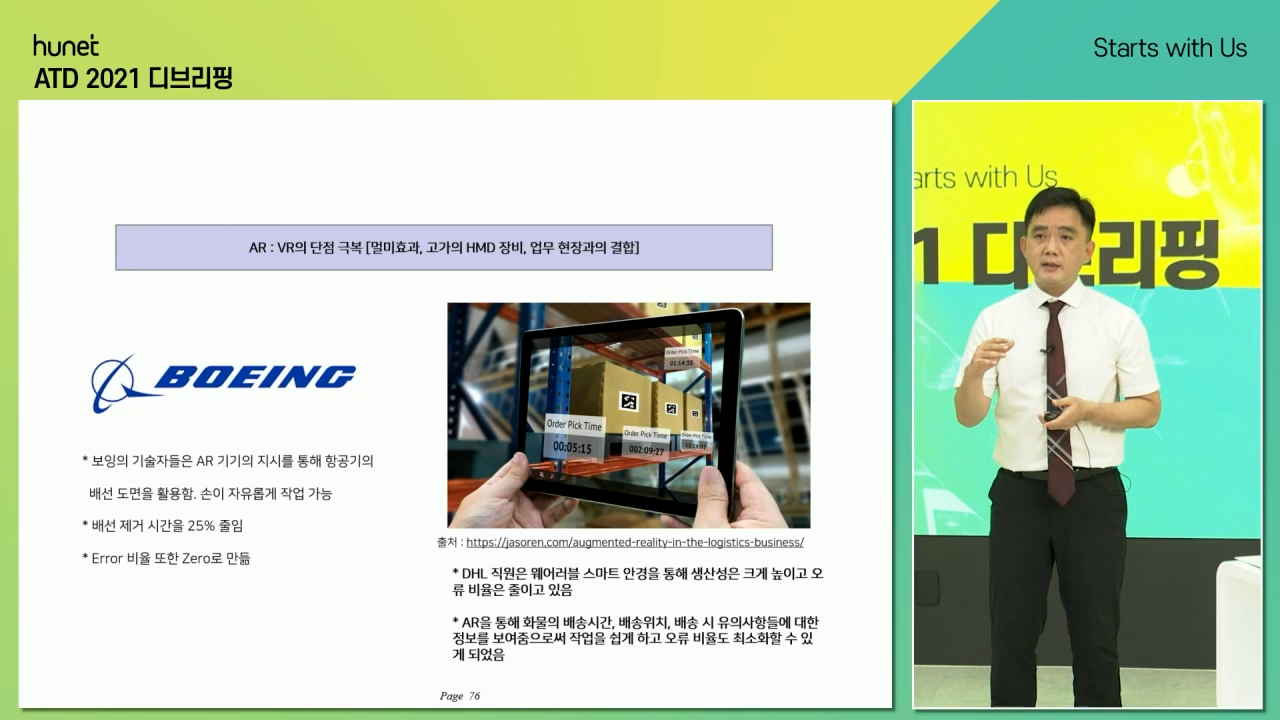 hunet
ATD 2021 디브리핑
Starts with Us
AR : VR의 단점 극복 [멀미효과, 고가의 HMD 장비, 업무 현장과의 결합]
BOEING
* 보잉의 기술자들은 AR 기기의 지시를 통해 항공기의
배선 도면을 활용함. 손이 자유롭게 작업 가능
* 배선 제거 시간을 25% 줄임
* Error 비율 또한 Zero로 만듦
Order Pick Time
01:14:38
Order Pick Time
00:05:15
Order Pick Time
002:09:27
Order Pick Time
출처 : https://jasoren.com/augmented-reality-in-the-logistics-business/
* DHL 직원은 웨어러블 스마트 안경을 통해 생산성은 크게 높이고 오
류 비율은 줄이고 있음
* AR을 통해 화물의 배송시간, 배송위치, 배송 시 유의사항들에 대한
정보를 보여줌으로써 작업을 쉽게 하고 오류 비율도 최소화할 수 있
게 되었음
Page 76
arts with Us
1 디브리핑